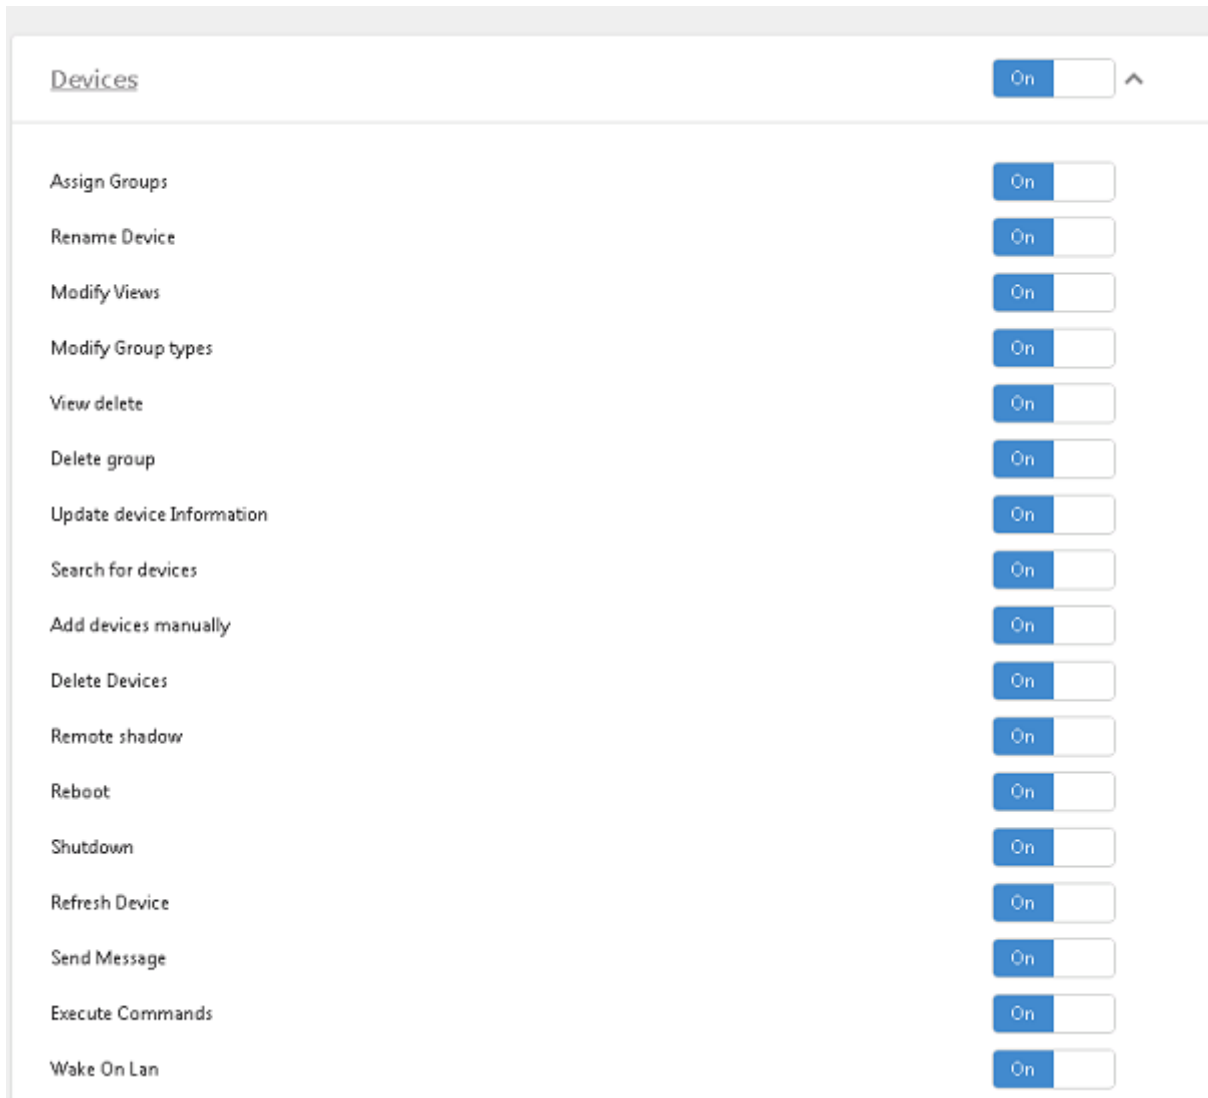 Devices On
Assign Groups On
Rename Device On
Modify Views On
Modify Group types On
View delete On
Delete group On
Update device Information On
Search for devices On
Add devices manually On
Delete Devices On
Remote shadow On
Reboot On
Shutdown On
Refresh Device On
Send Message On
Execute Commands On
Wake On Lan On